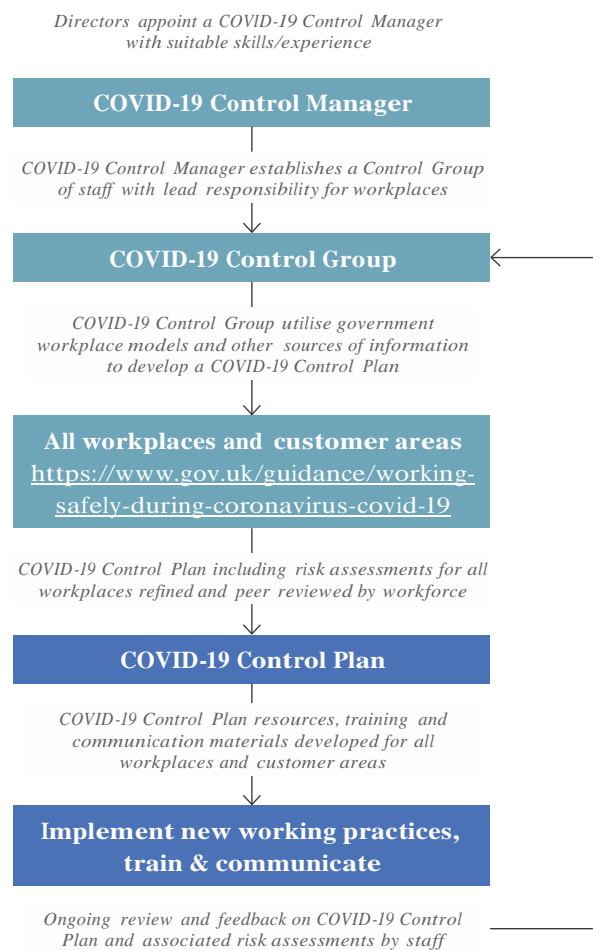 Directors appoint a COVID-19 Control Manager
with suitable skills/experience
COVID-19 Control Manager
COVID-19 Control Manager establishes a Control Group
of staff with lead responsibility for workplaces
COVID-19 Control Group
COVID-19 Control Group utilise government
workplace models and other sources of information
to develop a COVID-19 Control Plan
All workplaces and customer areas
https://www.gov.uk/guidance/working-
safely-during-coronavirus-covid-19
COVID-19 Control Plan including risk assessments for all
workplaces refined and peer reviewed by workforce
COVID-19 Control Plan
COVID-19 Control Plan resources, training and
communication materials developed for all
workplaces and customer areas
Implement new working practices,
train & communicate
Ongoing review and feedback on COVID-19 Control
Plan and associated risk assessments by staff